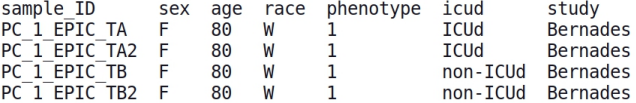 sample_ID sex age race phenotype icud study
PC_1_EPIC_TA F 80 W 1 ICUd Bernades
PC_1_EPIC_TA2 F 80 W 1 ICUd Bernades
PC_1_EPIC_TB F 80 W 1 non-ICUd Bernades
PC_1_EPIC_TB2 F 80 W 1 non-ICUd Bernades